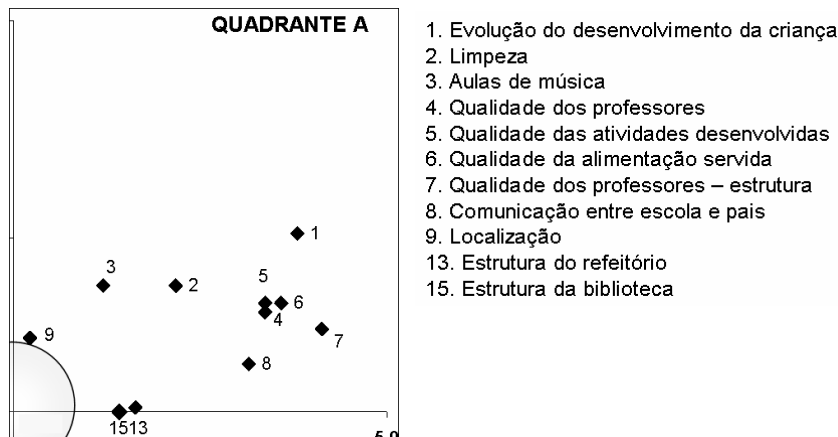 QUADRANTE A
1
3
2
5
6
4
7
9
8
1513
1. Evolução do desenvolvimento da criança
2. Limpeza
3. Aulas de música
4. Qualidade dos professores
5. Qualidade das atividades desenvolvidas
6. Qualidade da alimentação servida
7. Qualidade dos professores – estrutura
8. Comunicação entre escola e pais
9. Localização
13. Estrutura do refeitório
15. Estrutura da biblioteca